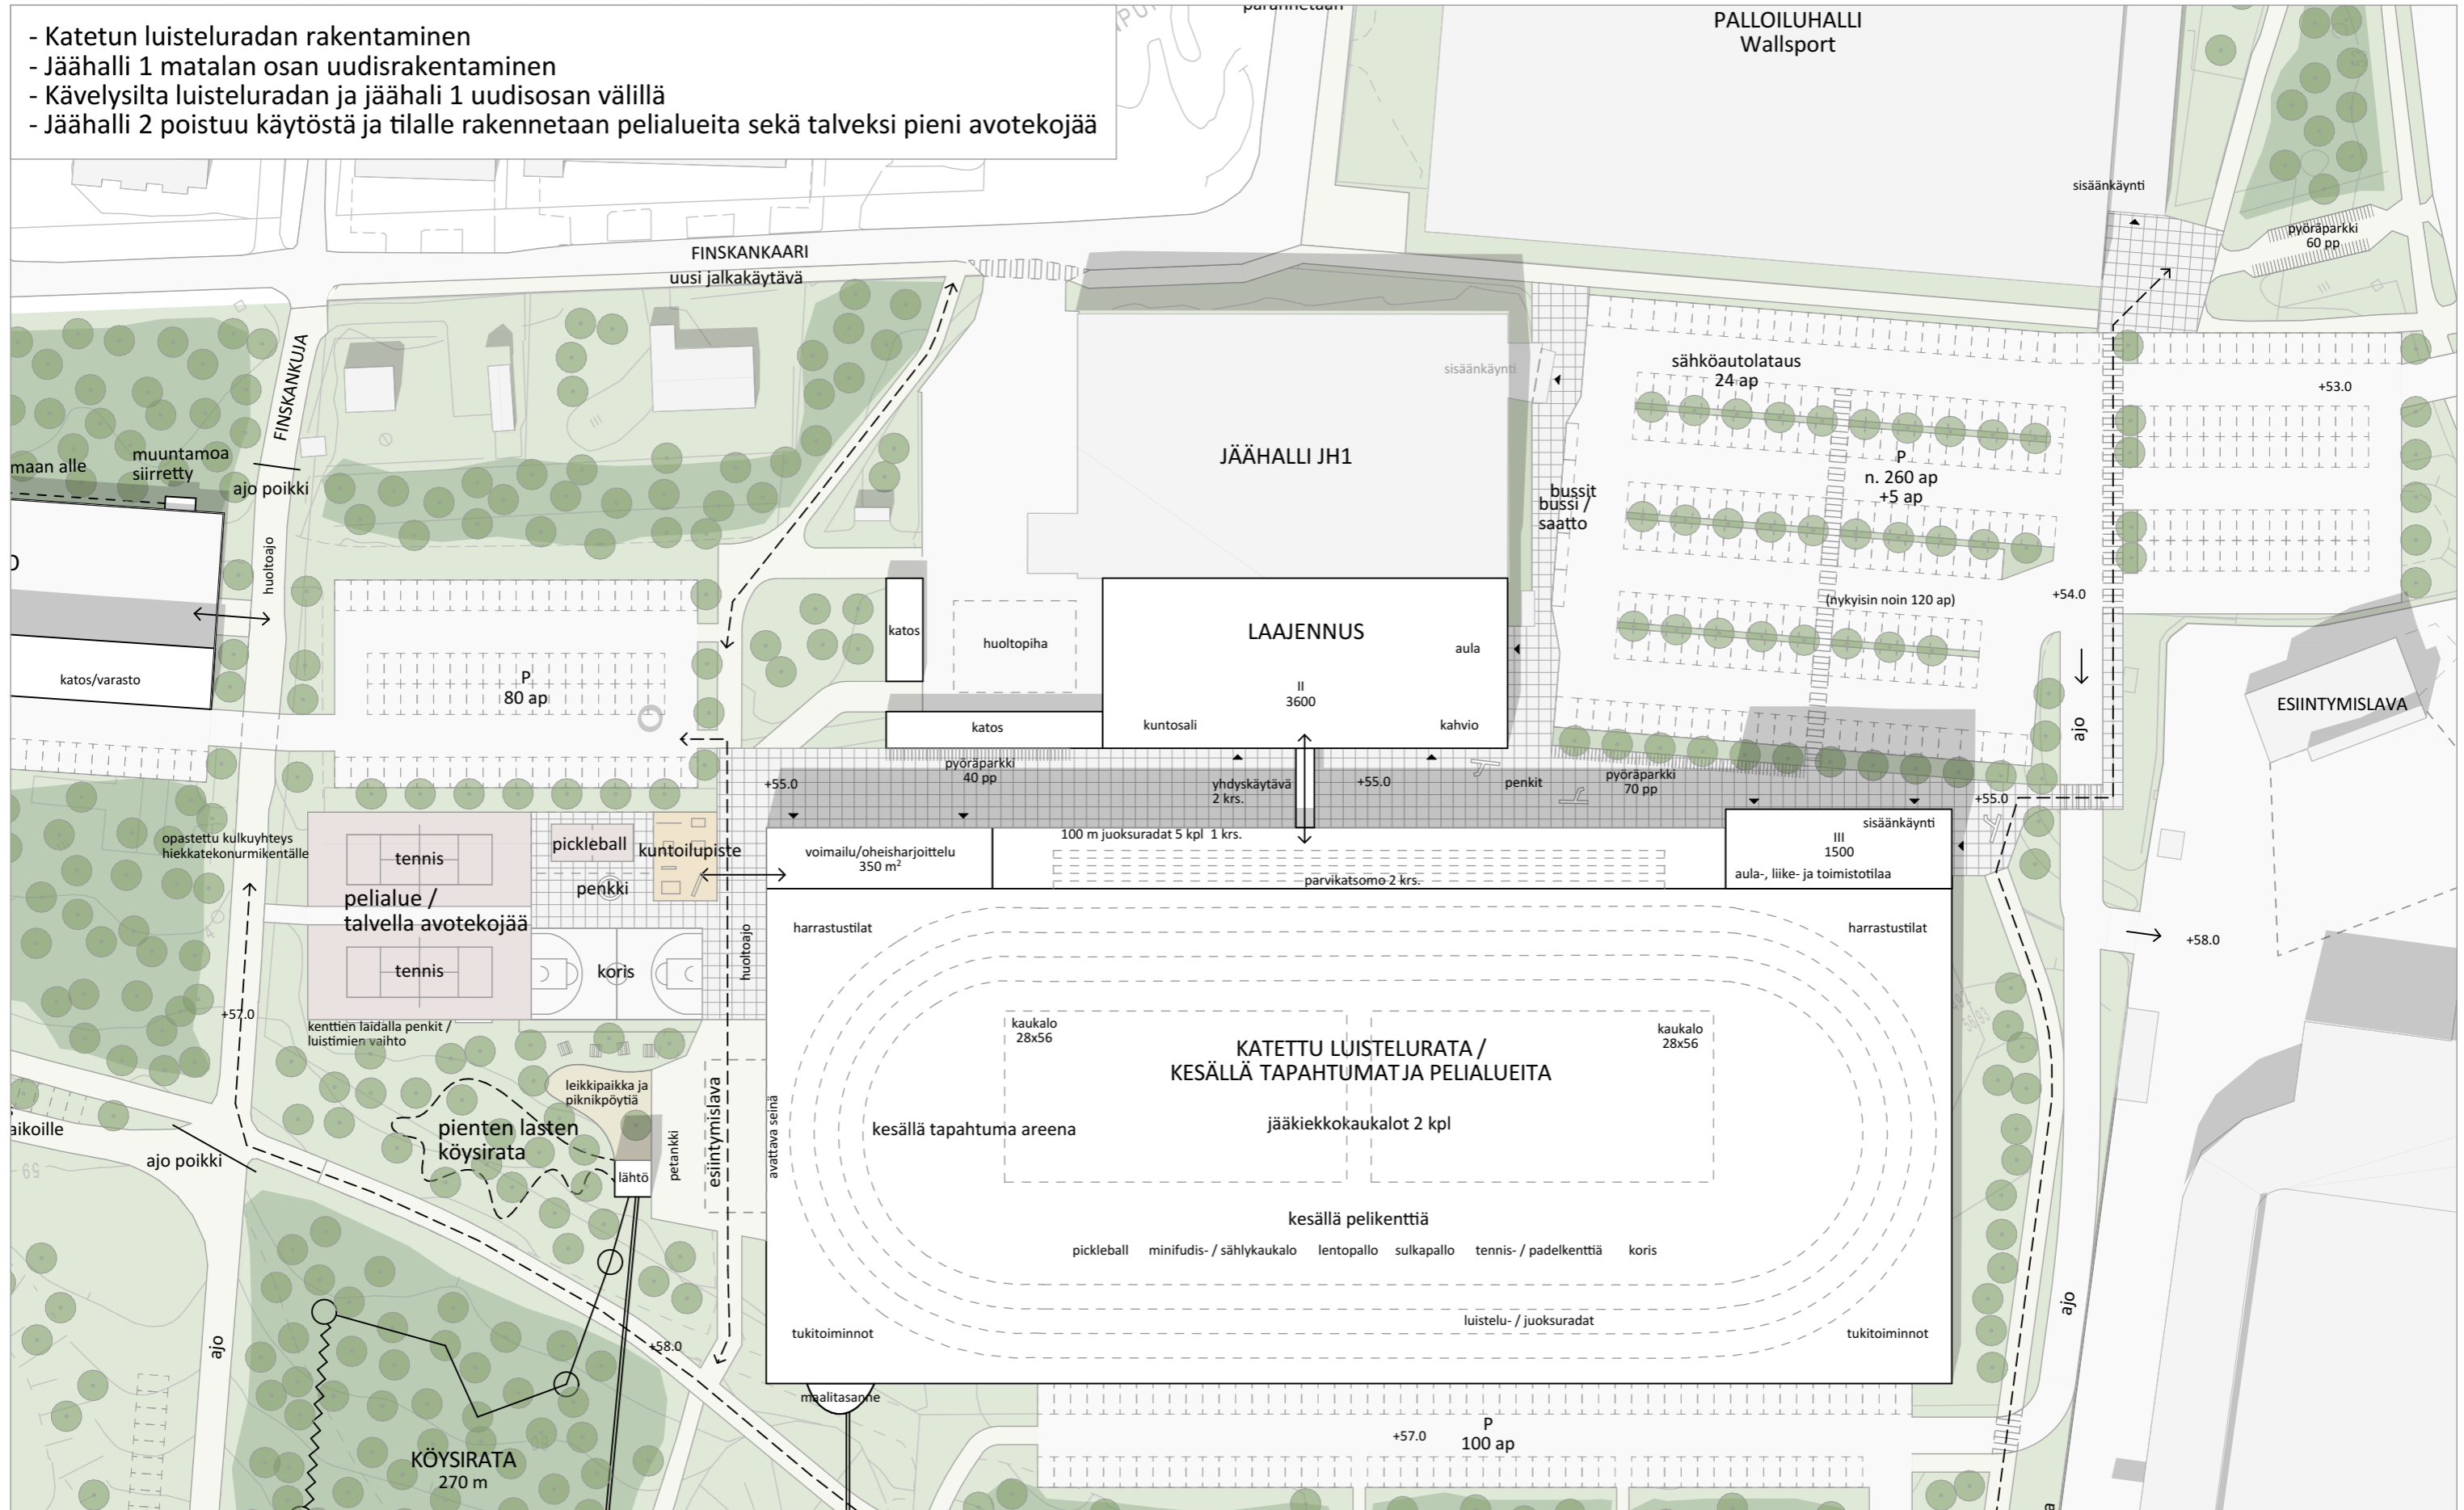 - Katetun luisteluradan rakentaminen
- Jäähalli 1 matalan osan uudisrakentaminen
- Kävelysilta luisteluradan ja jäähali 1 uudisosan välillä
- Jäähalli 2 poistuu käytöstä ja tilalle rakennetaan pelialueita sekä talveksi pieni avotekojää
parannetaan
PALLOILUHALLI
Wallsport
sisäänkäynti
pyöräparkki
60 pp
FINSKANKAARI
uusi jalkakäytävä
FINSKANKUJA
maan alle
muuntamoa
siirretty
ajo poikki
huoltoajo
katos/varasto
P
80 ap
JÄÄHALLI JH1
sisäänkäynti
bussit
bussi /
saatto
sähköautolataus
24 ap
P
n. 260 ap
+5 ap
(nykyisin noin 120 ap)
+53.0
+54.0
ajo
ESIINTYMISLAVA
katos
huoltopiha
katos
LAAJENNUS
aula
II
3600
kuntosali
kahvio
pyöräparkki
40 pp
+55.0
yhdyskäytävä
2 krs.
+55.0
penkit
pyöräparkki
70 pp
+55.0
opastettu kulkuyhteys
hiekkatekonurmikentälle
tennis
pickleball
kuntoilupiste
penkki
pelialue /
talvella avotekojää
tennis
koris
huoltoajo
kenttien laidalla penkit /
luistimien vaihto
+57.0
voimailu/oheisharjoittelu
350 m²
100 m juoksuradat 5 kpl 1 krs.
parvikatsomo 2 krs.
sisäänkäynti
III
1500
aula-, liike- ja toimistotilaa
harrastustilat
harrastustilat
+58.0
56.93
kaukalo
28x56
kaukalo
28x56
KATETTU LUISTELURATA /
KESÄLLÄ TAPAHTUMAT JA PELIALUEITA
kesällä tapahtuma areena
jääkiekkokaukalot 2 kpl
kesällä pelikenttiä
pickleball minifudis- / sählykaukalo lentopallo sulkapallo tennis- / padelkenttiä koris
luistelu- / juoksuradat
tukitoiminnot
tukitoiminnot
avattava seinä
esiintymislava
petankki
leikkipaikka ja
piknikpöytiä
pienten lasten
köysirata
lähtö
aikoille
ajo poikki
59
ajo
+58.0
maalitasanne
KÖYSIRATA
270 m
+57.0
P
100 ap
ajo